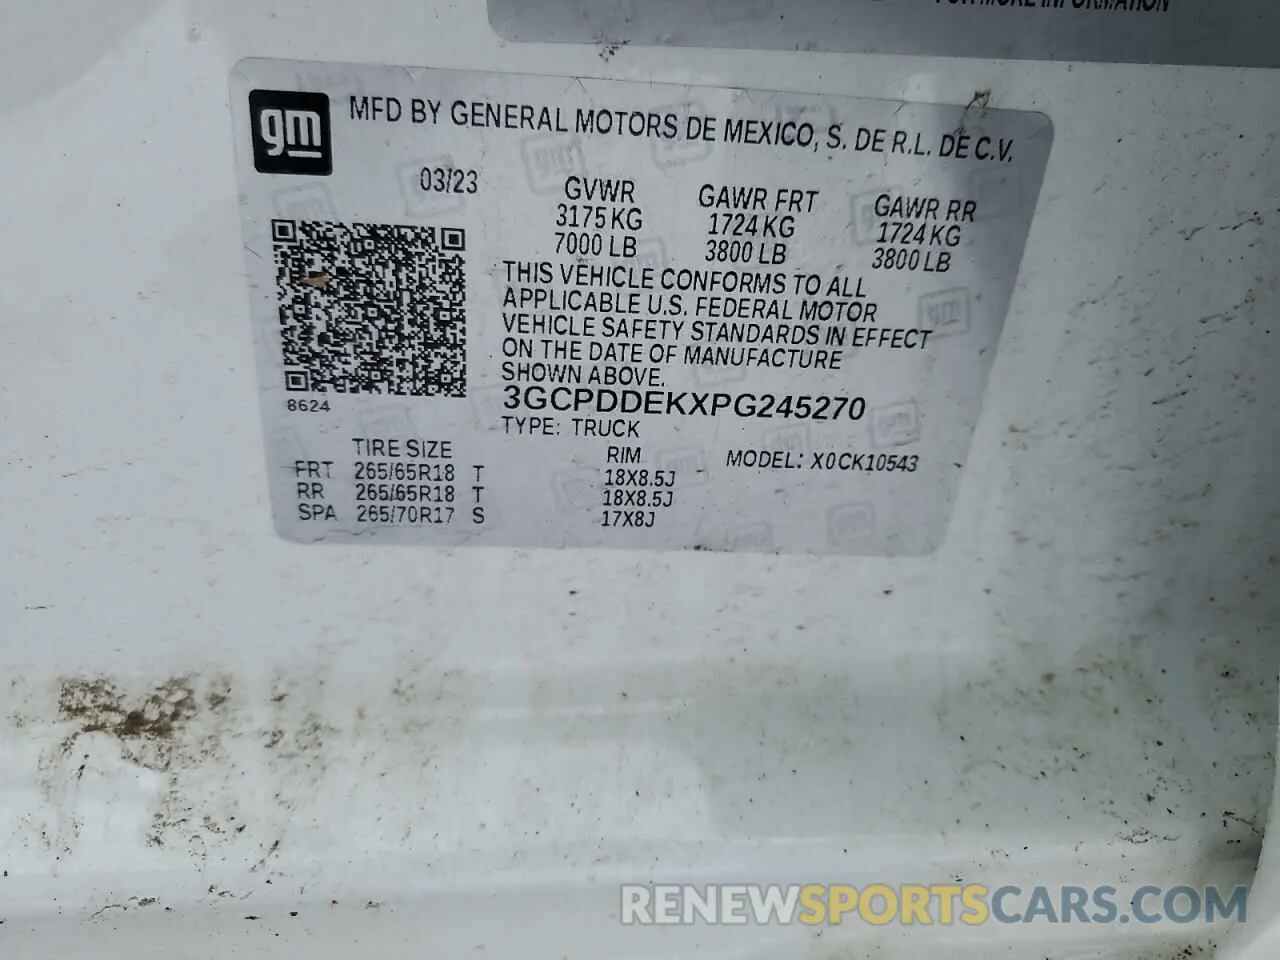 FOR MORE INFORMATION
gm
MFD BY GENERAL MOTORS DE MEXICO, S. DE R.L. DE C.V.
03/23
GVWR GAWR FRT GAWR RR
3175 KG 1724 KG 1724 KG
7000 LB 3800 LB 3800 LB
THIS VEHICLE CONFORMS TO ALL
APPLICABLE U.S. FEDERAL MOTOR
VEHICLE SAFETY STANDARDS IN EFFECT
ON THE DATE OF MANUFACTURE
SHOWN ABOVE.
3GCPDDEKXPG245270
8624
TYPE: TRUCK
TIRE SIZE RIM MODEL: X0CK10543
FRT 265/65R18 T 18X8.5J
RR 265/65R18 T 18X8.5J
SPA 265/70R17 S 17X8J
RENEWSPORTSCARS.COM